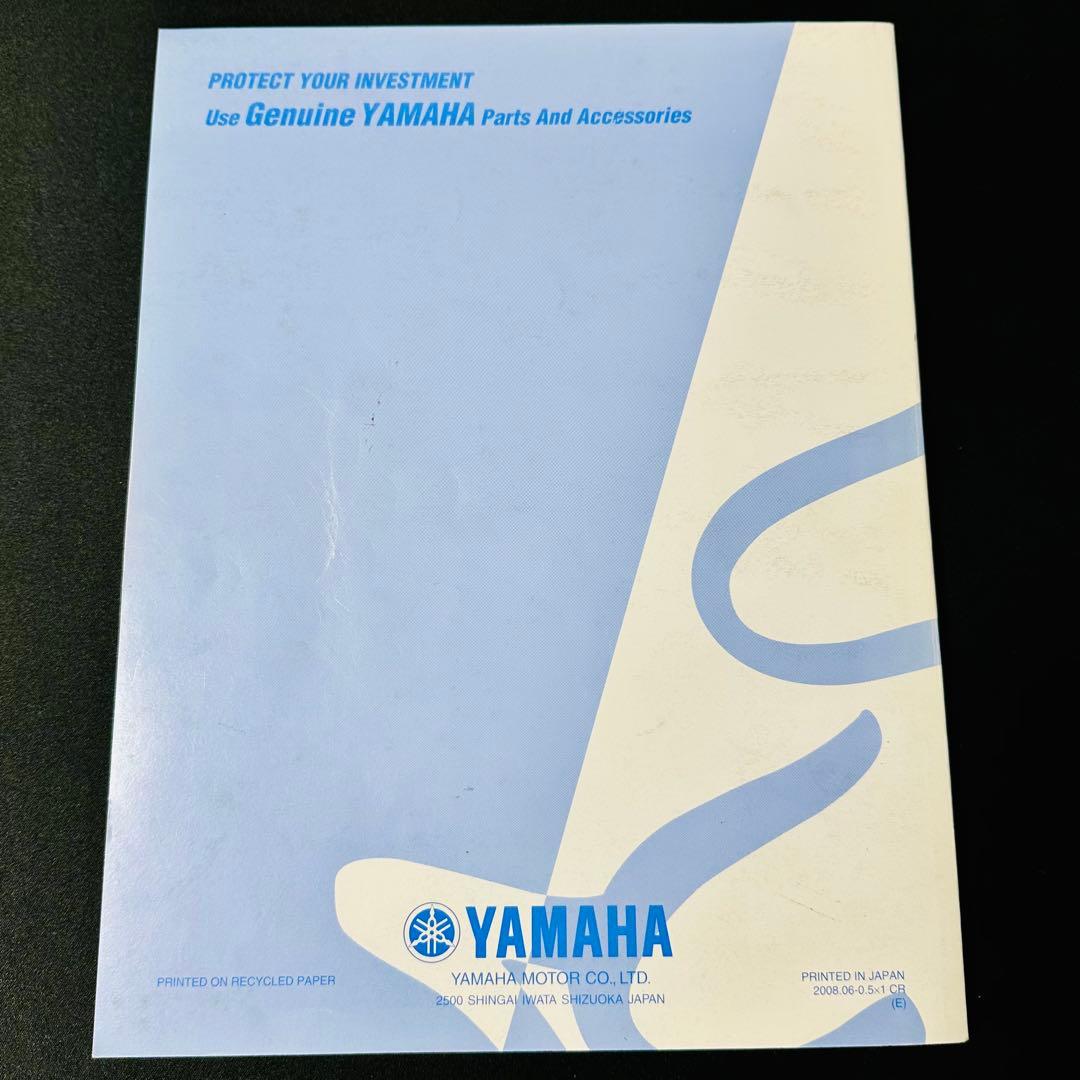 PROTECT YOUR INVESTMENT
Use Genuine YAMAHA Parts And Accessories
YAMAHA
YAMAHA MOTOR CO., LTD.
2500 SHINGAI IWATA SHIZUOKA JAPAN
PRINTED ON RECYCLED PAPER
PRINTED IN JAPAN
2008.06-0.5×1 CR
(E)